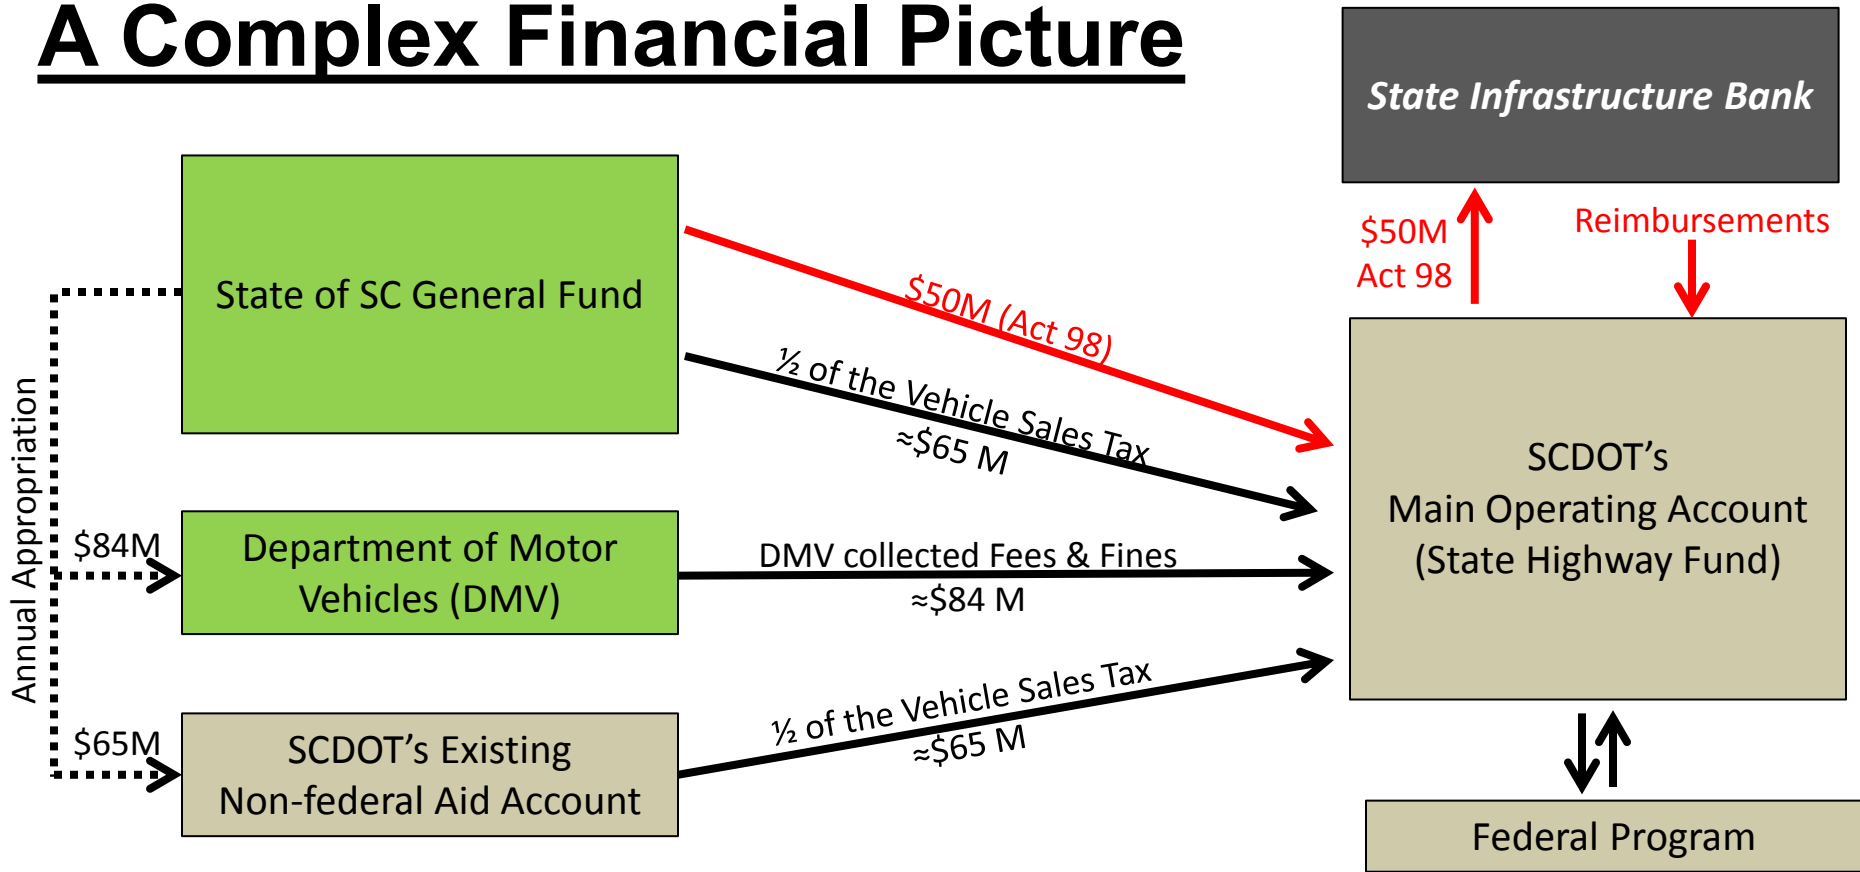 A Complex Financial Picture
State Infrastructure Bank
$50M
Act 98
Reimbursements
State of SC General Fund
$50M (Act 98)
½ of the Vehicle Sales Tax
≈$65 M
Annual Appropriation
$84M
Department of Motor
Vehicles (DMV)
DMV collected Fees & Fines
≈$84 M
SCDOT’s
Main Operating Account
(State Highway Fund)
$65M
SCDOT’s Existing
Non-federal Aid Account
½ of the Vehicle Sales Tax
≈$65 M
Federal Program